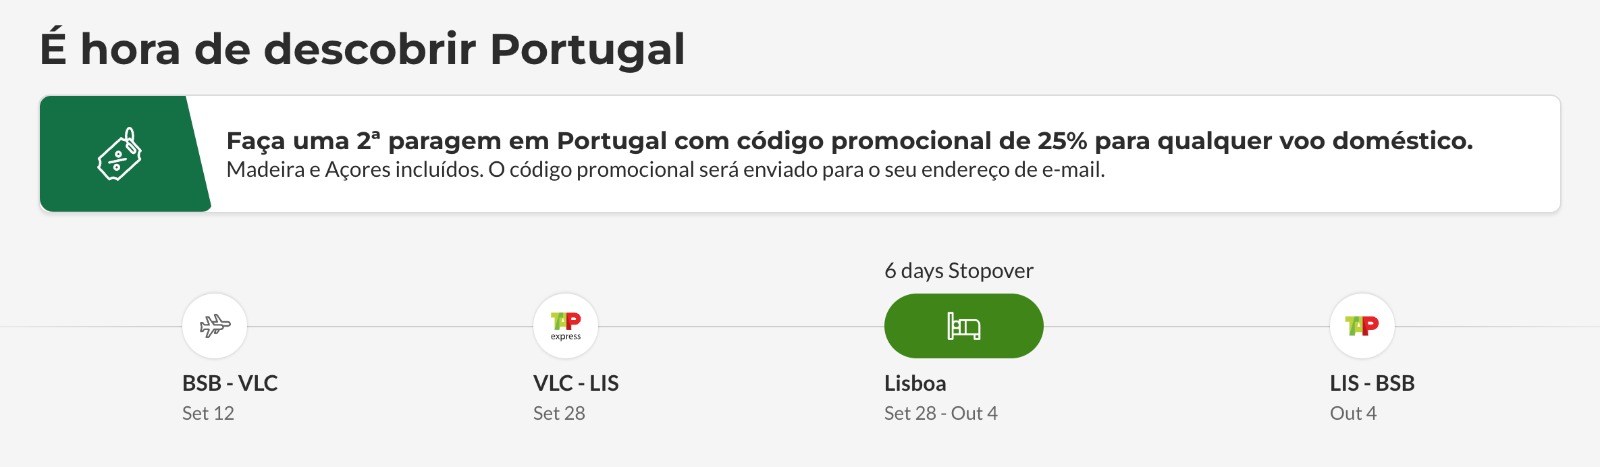 É hora de descobrir Portugal
Faça uma 2ª paragem em Portugal com código promocional de 25% para qualquer voo doméstico.
Madeira e Açores incluídos. O código promocional será enviado para o seu endereço de e-mail.
6 days Stopover
TAP
express
TAP
BSB - VLC
VLC - LIS
Lisboa
LIS - BSB
Set 12
Set 28
Set 28 - Out 4
Out 4